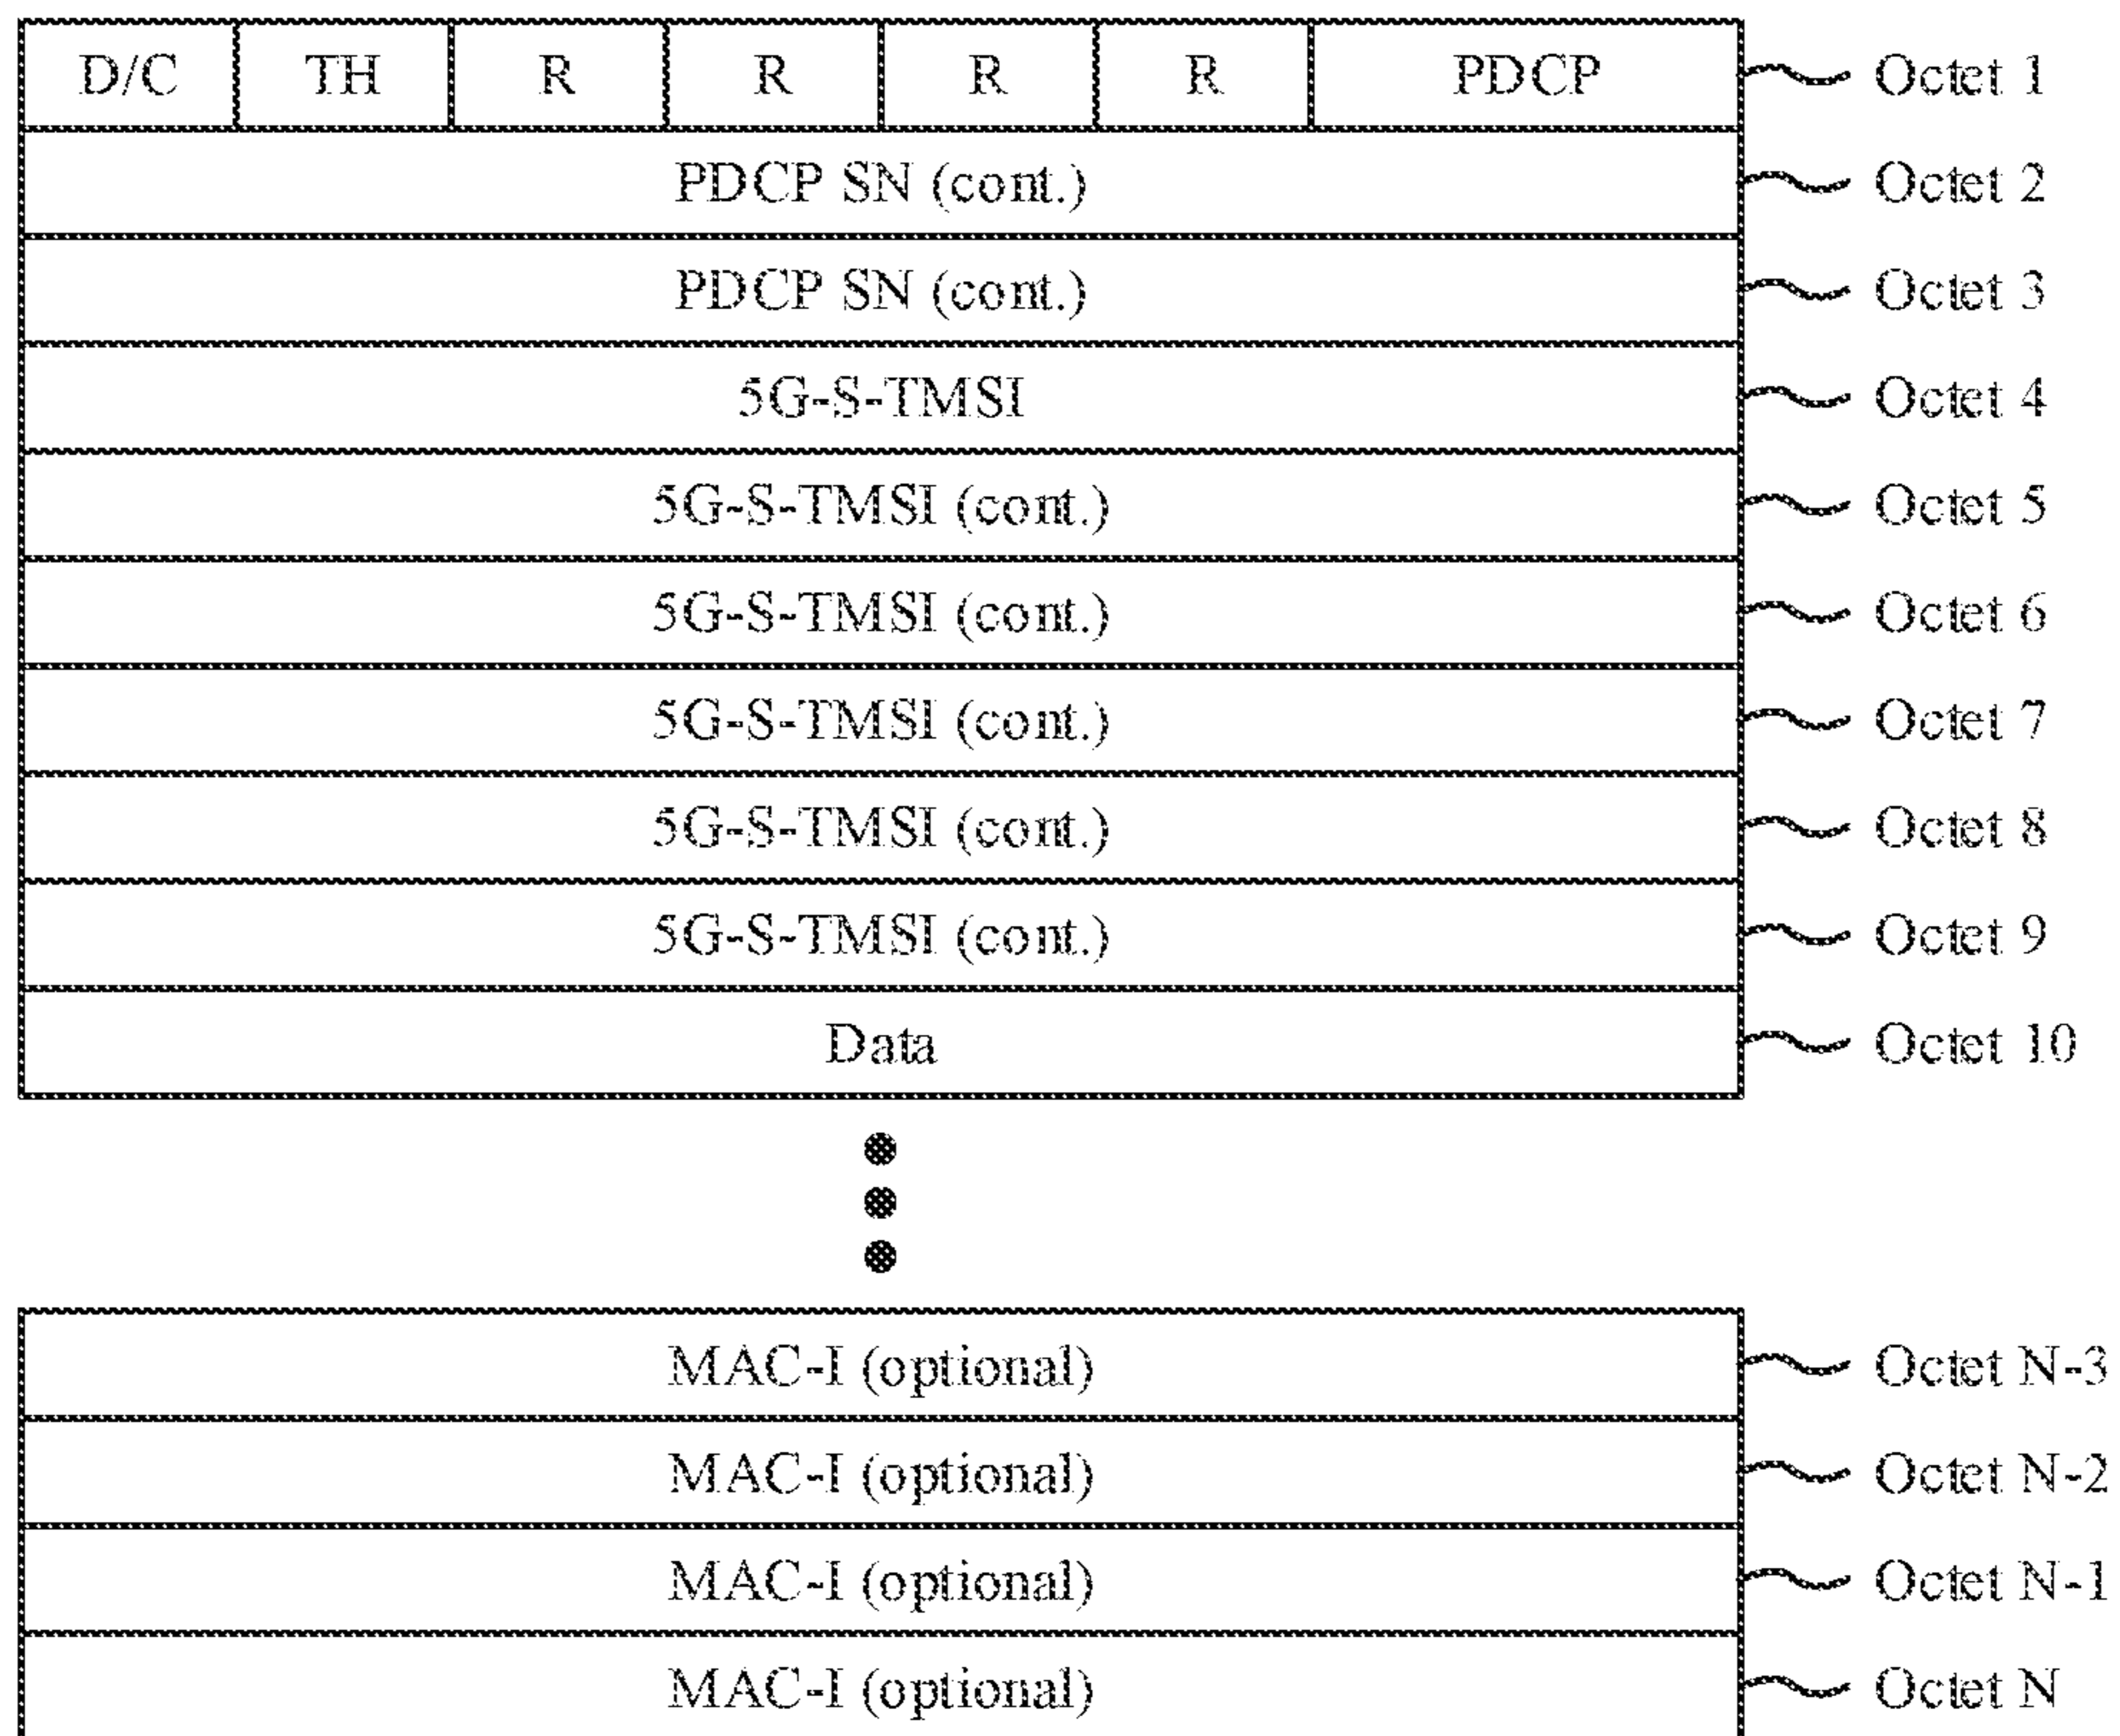 D/C TH R R R R PDCP Octet 1
PDCP SN (cont.) Octet 2
PDCP SN (cont.) Octet 3
5G-S-TMSI Octet 4
5G-S-TMSI (cont.) Octet 5
5G-S-TMSI (cont.) Octet 6
5G-S-TMSI (cont.) Octet 7
5G-S-TMSI (cont.) Octet 8
5G-S-TMSI (cont.) Octet 9
Data Octet 10
MAC-I (optional) Octet N-3
MAC-I (optional) Octet N-2
MAC-I (optional) Octet N-1
MAC-I (optional) Octet N